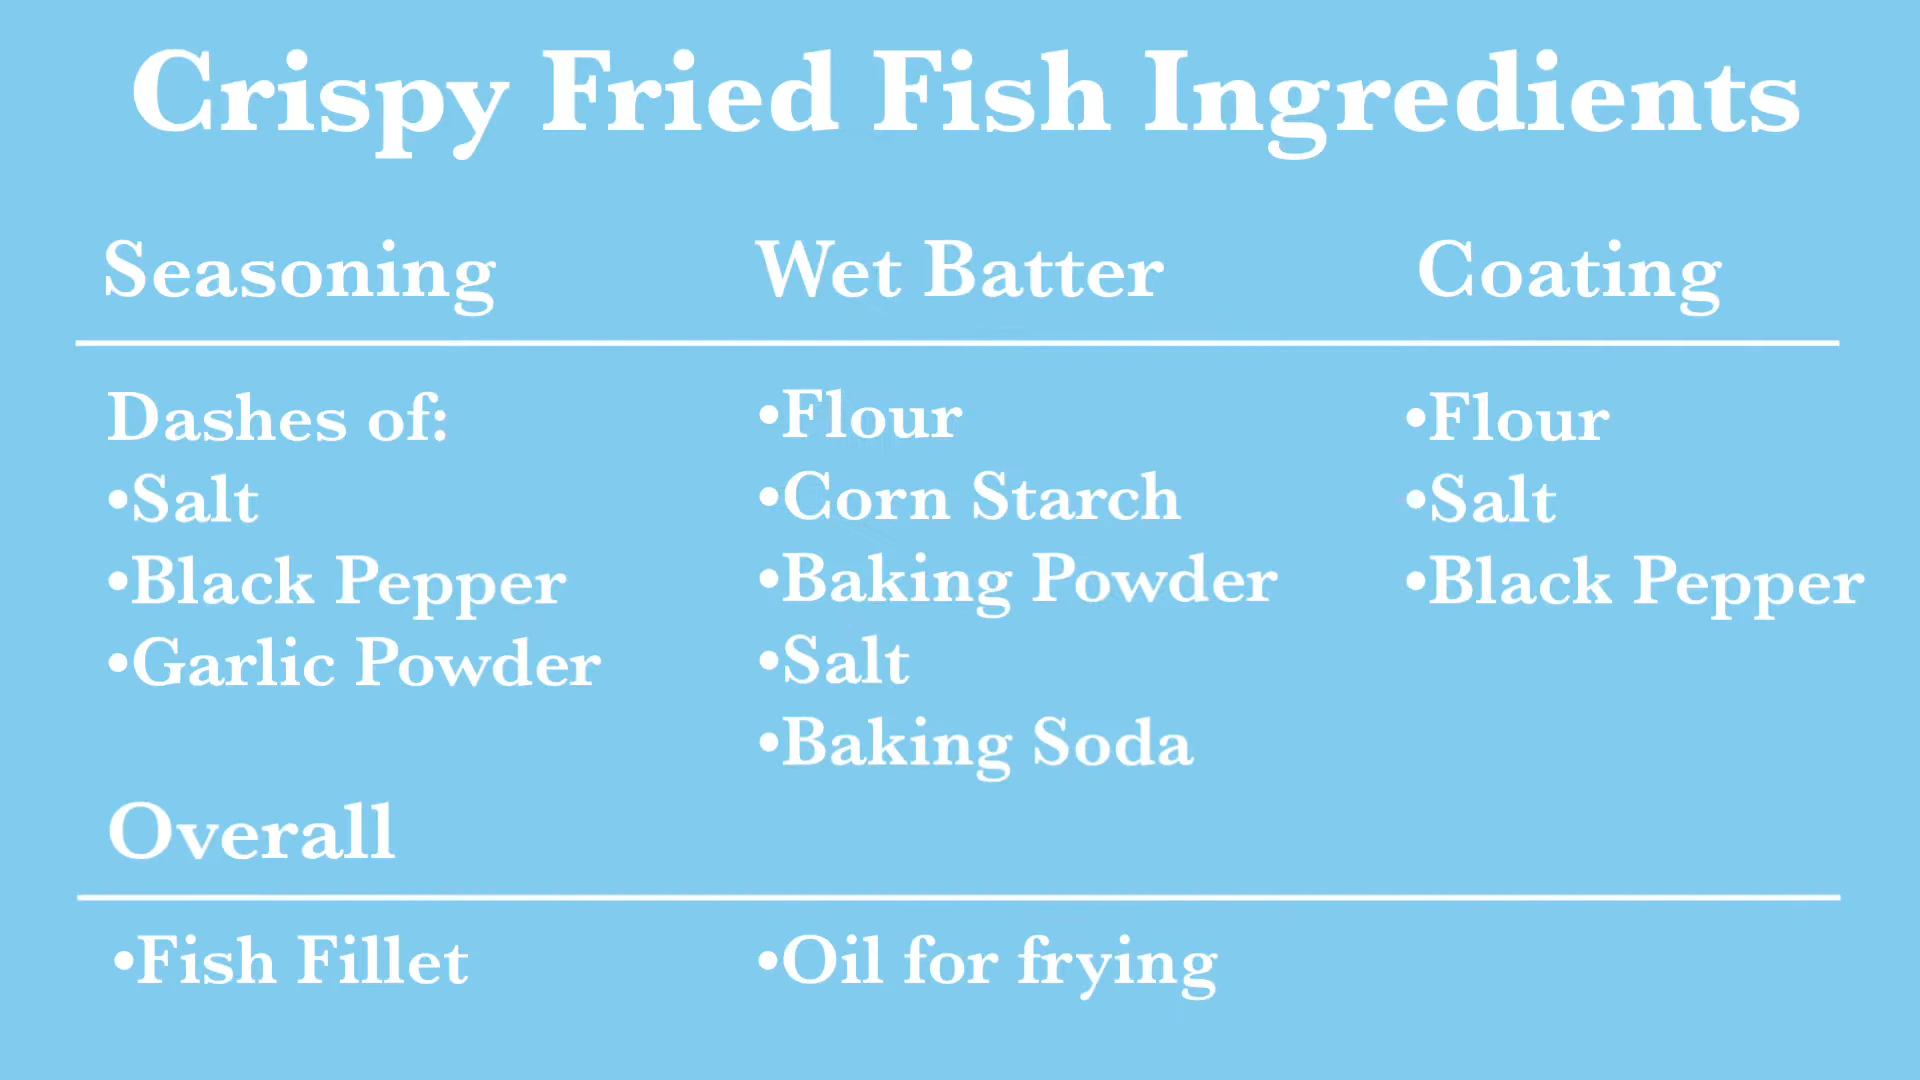 Crispy Fried Fish Ingredients
Seasoning
Dashes of:
•Salt
•Black Pepper
•Garlic Powder
Wet Batter
•Flour
•Corn Starch
•Baking Powder
•Salt
•Baking Soda
Coating
•Flour
•Salt
•Black Pepper
Overall
•Fish Fillet
•Oil for frying